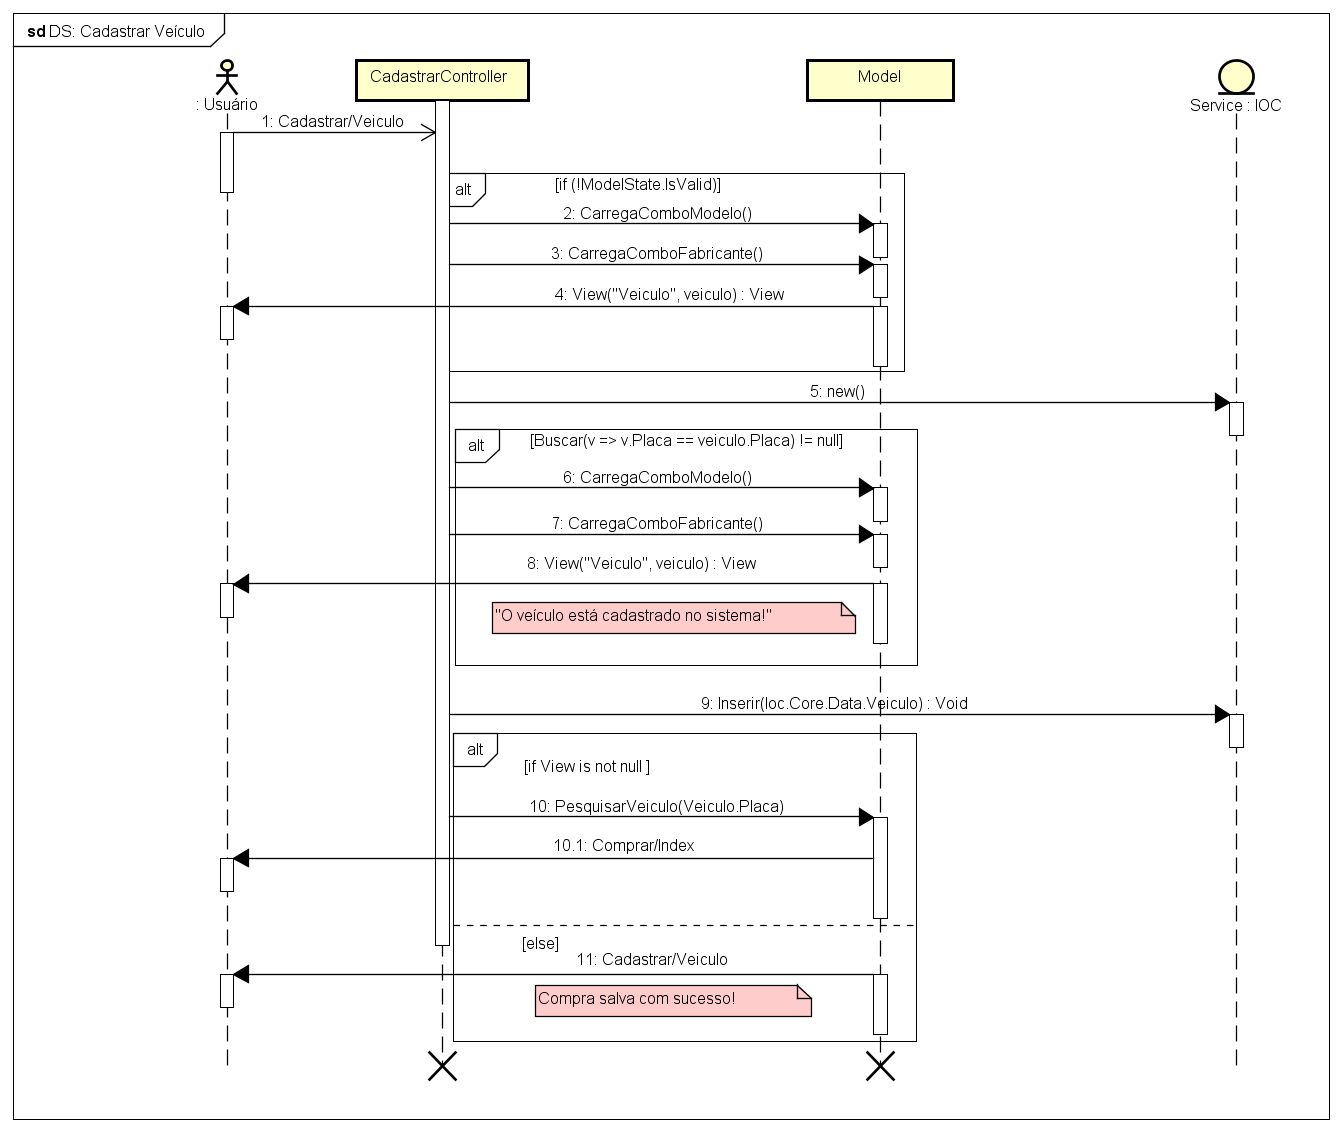 sd DS: Cadastrar Veículo
CadastrarController
Model
: Usuário
Service : IOC
1: Cadastrar/Veiculo
alt
[if (!ModelState.IsValid)]
2: CarregaComboModelo()
3: CarregaComboFabricante()
4: View("Veiculo", veiculo) : View
5: new()
alt
[Buscar(v => v.Placa == veiculo.Placa) != null]
6: CarregaComboModelo()
7: CarregaComboFabricante()
8: View("Veiculo", veiculo) : View
"O veículo está cadastrado no sistema!"
9: Inserir(Ioc.Core.Data.Veiculo) : Void
alt
[if View is not null ]
10: PesquisarVeiculo(Veiculo.Placa)
10.1: Comprar/Index
[else]
11: Cadastrar/Veiculo
Compra salva com sucesso!